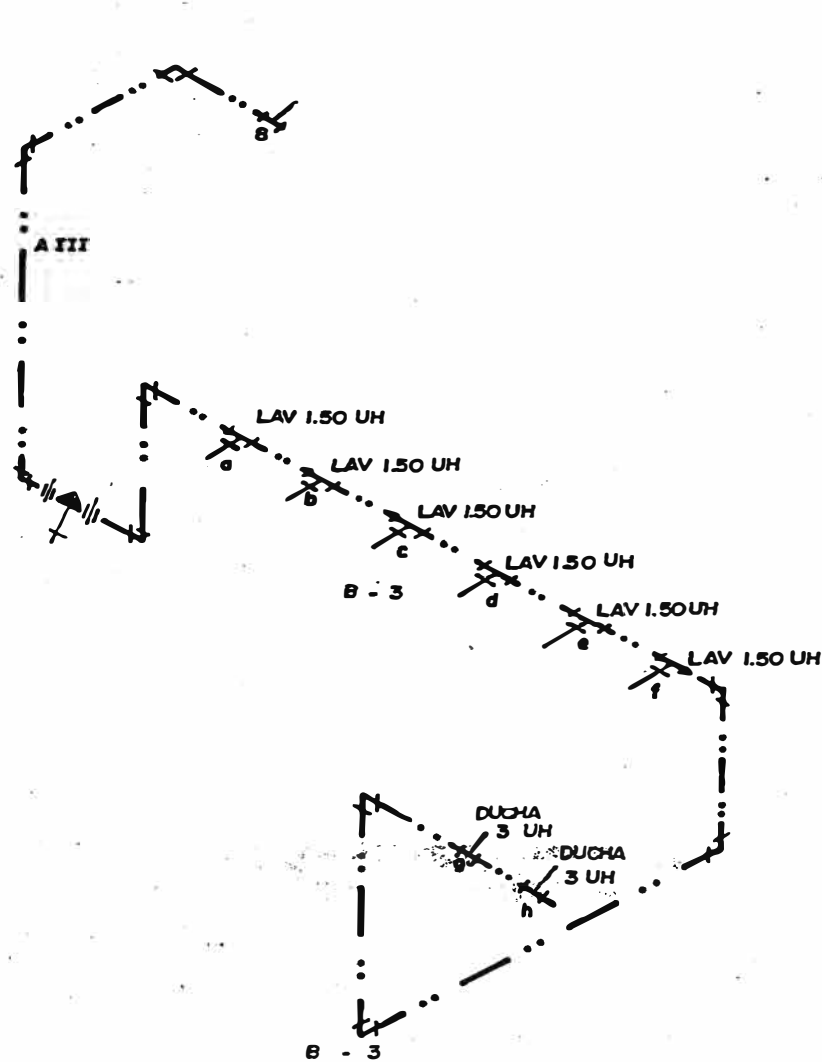 8
A III
LAV 1.50 UH
a
LAV 1.50 UH
b
LAV 1.50 UH
c
LAV 1.50 UH
d
B - 3
LAV 1.50 UH
e
LAV 1.50 UH
f
DUCHA
3 UH
g
DUCHA
3 UH
h
B - 3